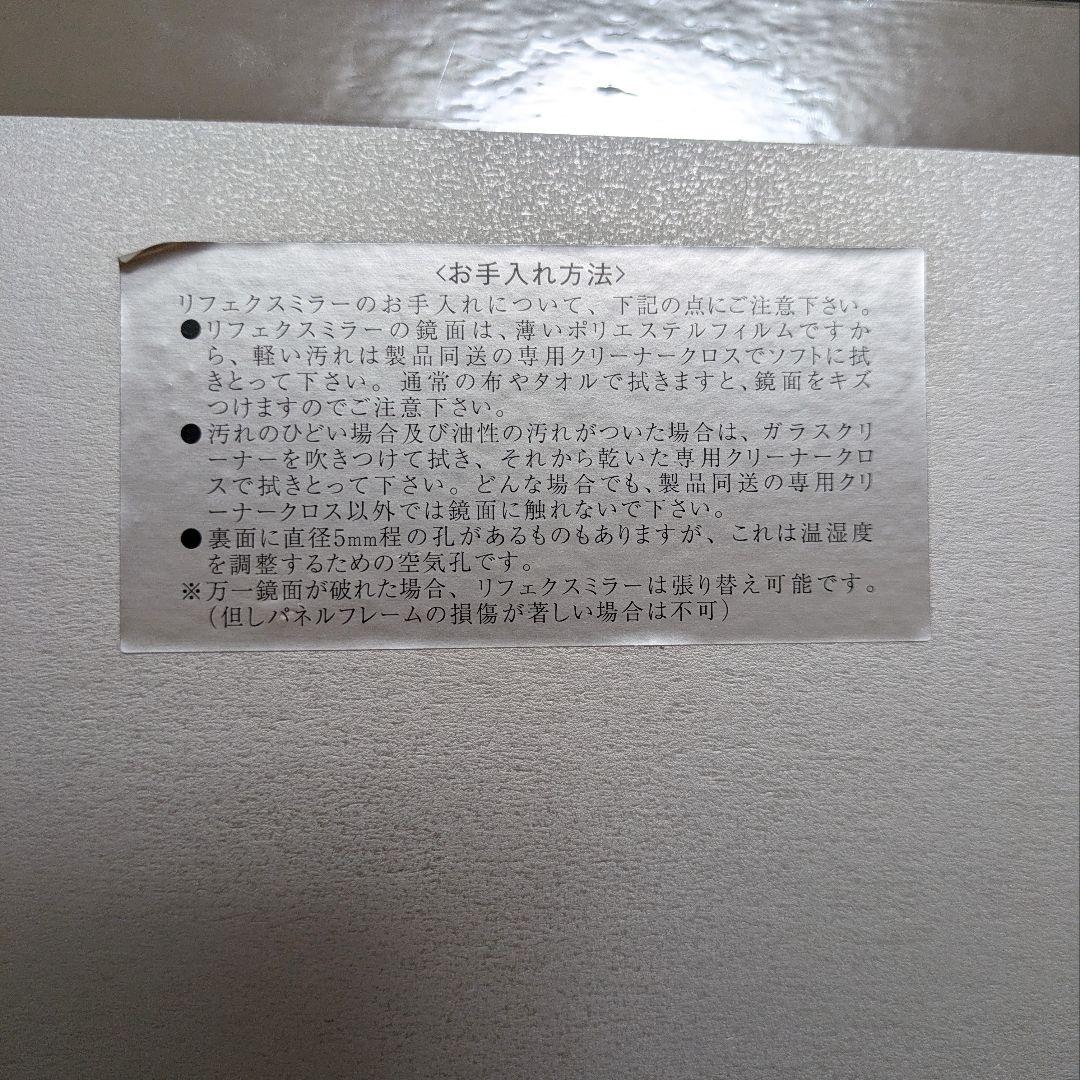 <お手入れ方法>
リフェクスミラーのお手入れについて、下記の点にご注意下さい。
●リフェクスミラーの鏡面は、薄いポリエステルフィルムですか
ら、軽い汚れは製品同送の専用クリーナークロスでソフトに拭
きとって下さい。通常の布やタオルで拭きますと、鏡面をキズ
つけますのでご注意下さい。
●汚れのひどい場合及び油性の汚れがついた場合は、ガラスクリ
ーナーを吹きつけて拭き、それから乾いた専用クリーナークロ
スで拭きとって下さい。どんな場合でも、製品同送の専用クリ
ーナークロス以外では鏡面に触れないで下さい。
●裏面に直径5mm程の孔があるものもありますが、これは温湿度
を調整するための空気孔です。
※万一鏡面が破れた場合、リフェクスミラーは張り替え可能です。
(但しパネルフレームの損傷が著しい場合は不可)